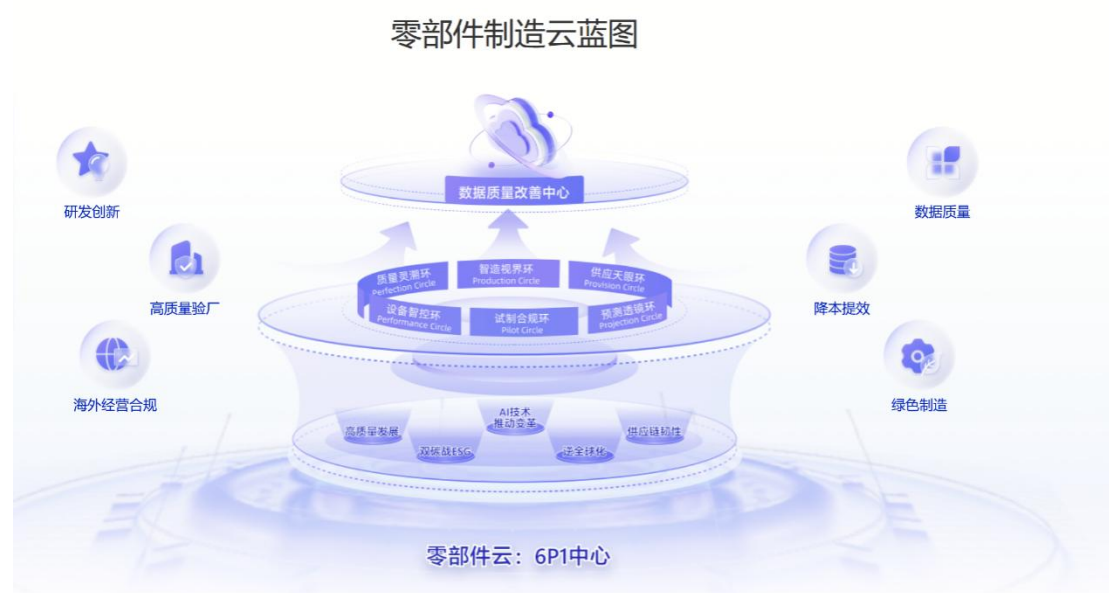 零部件制造云蓝图
数据质量改善中心
研发创新
数据质量
质量灵溯环
Perfection Circle
智造视界环
Production Circle
供应天眼环
Provision Circle
高质量验厂
降本提效
设备智控环
Performance Circle
试制合规环
Pilot Circle
预测透镜环
Projection Circle
海外经营合规
绿色制造
AI技术
推动变革
高质量发展
供应链韧性
双碳战ESG
逆全球化
零部件云：6P1中心